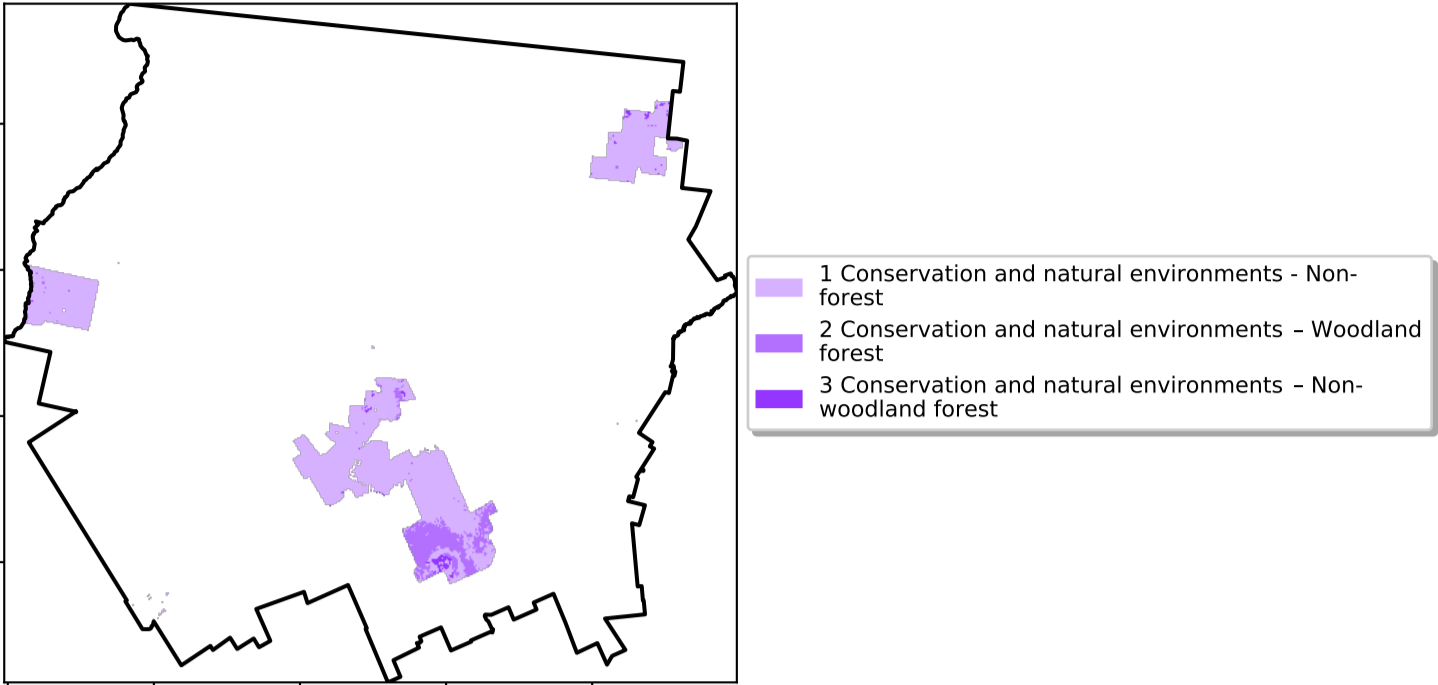 1 Conservation and natural environments - Non-
forest
2 Conservation and natural environments – Woodland
forest
3 Conservation and natural environments – Non-
woodland forest